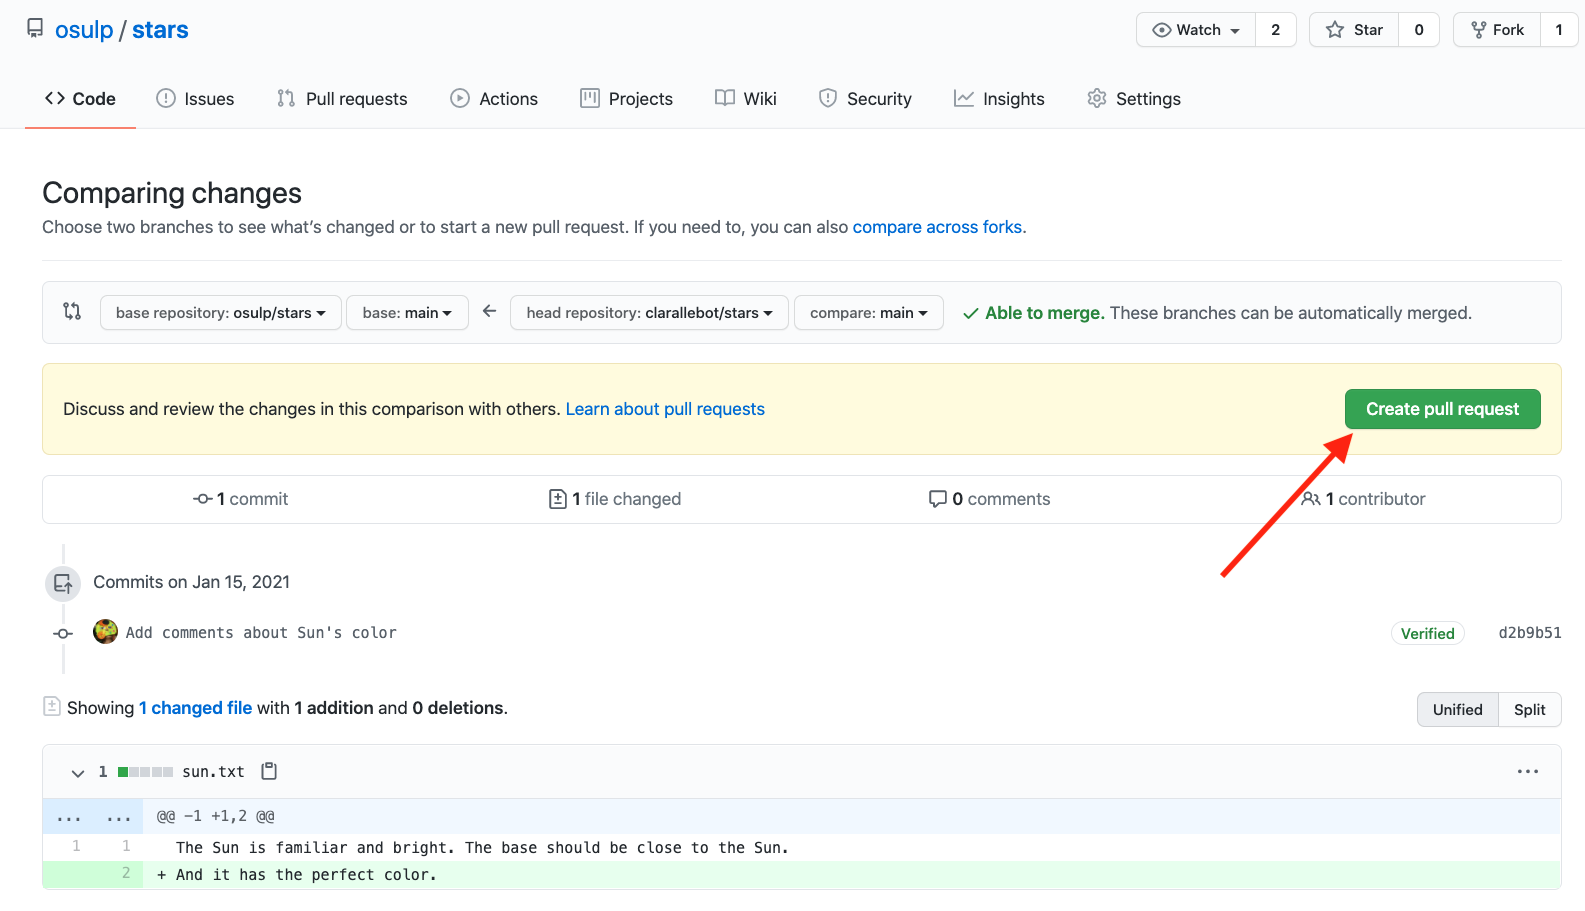 osulp / stars
Watch 2 Star 0 Fork 1
Code Issues Pull requests Actions Projects Wiki Security Insights Settings
Comparing changes
Choose two branches to see what’s changed or to start a new pull request. If you need to, you can also compare across forks.
base repository: osulp/stars base: main head repository: clarallebot/stars compare: main Able to merge. These branches can be automatically merged.
Discuss and review the changes in this comparison with others. Learn about pull requests Create pull request
1 commit 1 file changed 0 comments 1 contributor
Commits on Jan 15, 2021
Add comments about Sun's color Verified d2b9b51
Showing 1 changed file with 1 addition and 0 deletions. Unified Split
1 sun.txt ...
... ... @@ -1 +1,2 @@
1 1 The Sun is familiar and bright. The base should be close to the Sun.
2 + And it has the perfect color.